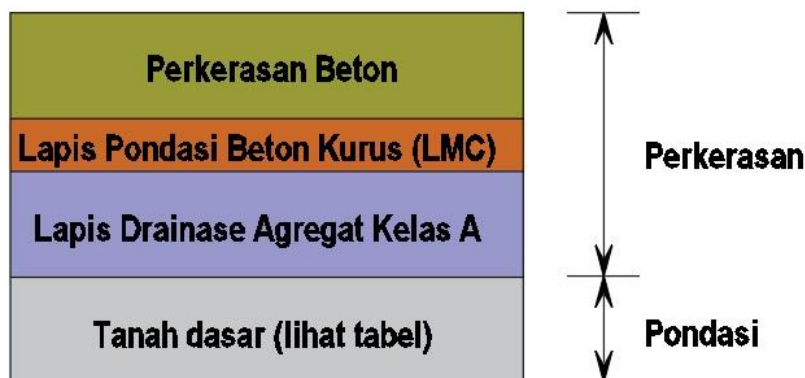 Perkerasan Beton
Lapis Pondasi Beton Kurus (LMC)
Lapis Drainase Agregat Kelas A
Tanah dasar (lihat tabel)
Perkerasan
Pondasi